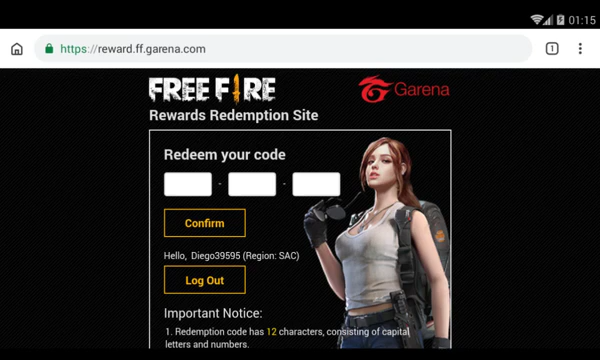 01:15
https://reward.ff.garena.com
1
FREE FIRE
Garena
Rewards Redemption Site
Redeem your code
- -
Confirm
Hello, Diego39595 (Region: SAC)
Log Out
Important Notice:
1. Redemption code has 12 characters, consisting of capital
letters and numbers.